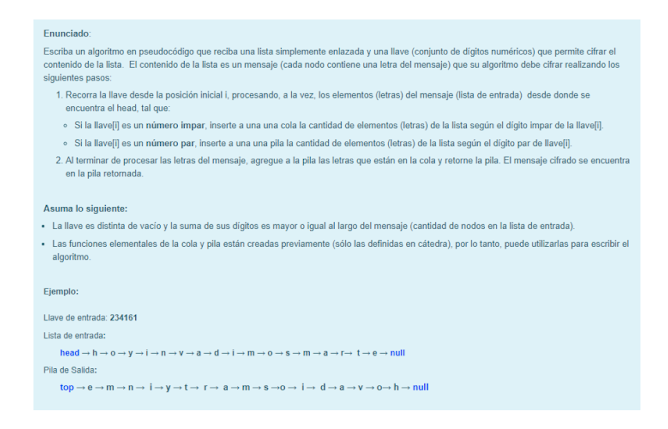 Enunciado:
Escriba un algoritmo en pseudocódigo que reciba una lista simplemente enlazada y una llave (conjunto de dígitos numéricos) que permite cifrar el
contenido de la lista. El contenido de la lista es un mensaje (cada nodo contiene una letra del mensaje) que su algoritmo debe cifrar realizando los
siguientes pasos:
1. Recorra la llave desde la posición inicial i, procesando, a la vez, los elementos (letras) del mensaje (lista de entrada) desde donde se
encuentra el head, tal que:
◦ Si la llave[i] es un número impar, inserte a una una cola la cantidad de elementos (letras) de la lista según el dígito impar de la llave[i].
◦ Si la llave[i] es un número par, inserte a una una pila la cantidad de elementos (letras) de la lista según el dígito par de llave[i].
2. Al terminar de procesar las letras del mensaje, agregue a la pila las letras que están en la cola y retorne la pila. El mensaje cifrado se encuentra
en la pila retornada.
Asuma lo siguiente:
• La llave es distinta de vacío y la suma de sus dígitos es mayor o igual al largo del mensaje (cantidad de nodos en la lista de entrada).
• Las funciones elementales de la cola y pila están creadas previamente (sólo las definidas en cátedra), por lo tanto, puede utilizarlas para escribir el
algoritmo.
Ejemplo:
Llave de entrada: 234161
Lista de entrada:
head → h → o → y → i → n → v → a → d → i → m → o → s → m → a → r → t → e → null
Pila de Salida:
top → e → m → n → i → y → t → r → a → m → s → o → i → d → a → v → o → h → null